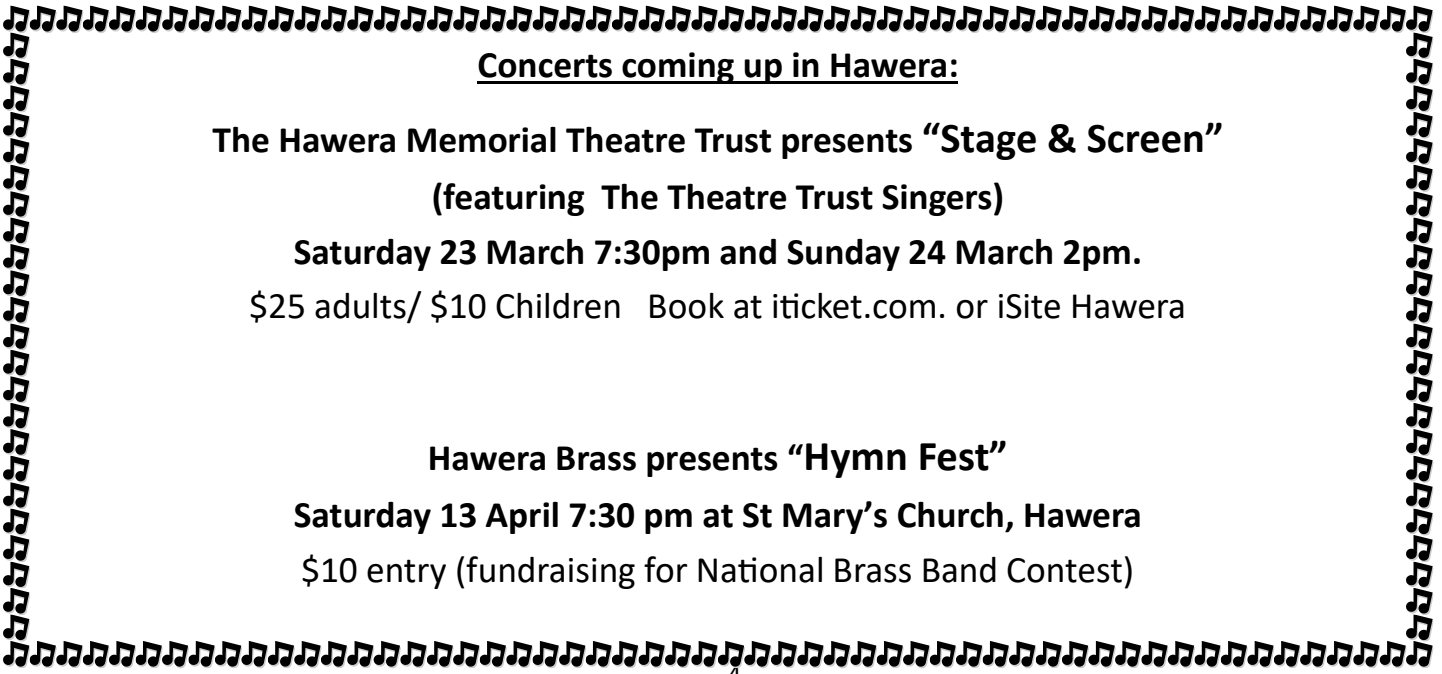 Concerts coming up in Hawera:
The Hawera Memorial Theatre Trust presents “Stage & Screen”
(featuring  The Theatre Trust Singers)
Saturday 23 March 7:30pm and Sunday 24 March 2pm.
$25 adults/ $10 Children   Book at iticket.com. or iSite Hawera
Hawera Brass presents “Hymn Fest”
Saturday 13 April 7:30 pm at St Mary’s Church, Hawera
$10 entry (fundraising for National Brass Band Contest)